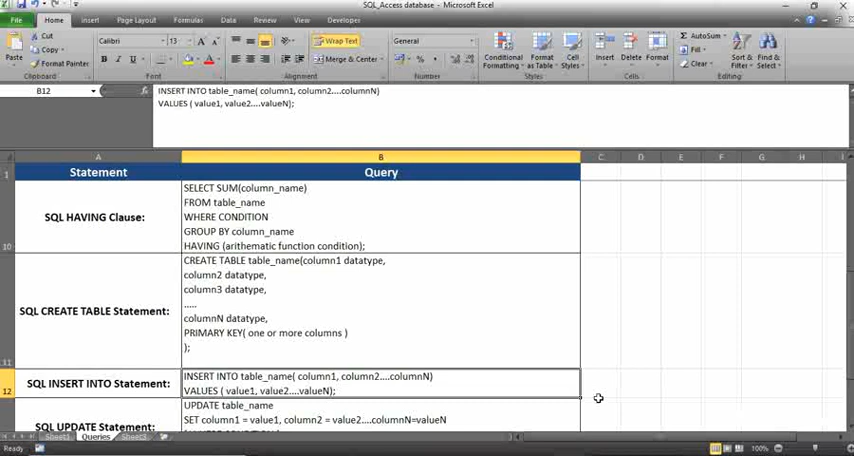 SQL_Access database - Microsoft Excel
File Home Insert Page Layout Formulas Data Review View Developer
Paste
Cut
Copy
Format Painter
Clipboard
Calibri 13
B I U
Font
Wrap Text
Merge & Center
Alignment
General
Number
Conditional Formatting
Format as Table
Cell Styles
Styles
Insert Delete Format
Cells
AutoSum
Fill
Clear
Sort & Filter
Find & Select
Editing
B12 fx INSERT INTO table_name( column1, column2....columnN)
VALUES ( value1, value2....valueN);
A B C D E F G H I
1 Statement Query
SELECT SUM(column_name)
FROM table_name
SQL HAVING Clause: WHERE CONDITION
GROUP BY column_name
10 HAVING (arithematic function condition);
CREATE TABLE table_name(column1 datatype,
column2 datatype,
column3 datatype,
SQL CREATE TABLE Statement: .....
columnN datatype,
PRIMARY KEY( one or more columns )
);
11
INSERT INTO table_name( column1, column2....columnN)
SQL INSERT INTO Statement:
12 VALUES ( value1, value2....valueN);
UPDATE table_name
SQL UPDATE Statement: SET column1 = value1, column2 = value2....columnN=valueN
Sheet1 Queries Sheet3
Ready 100%